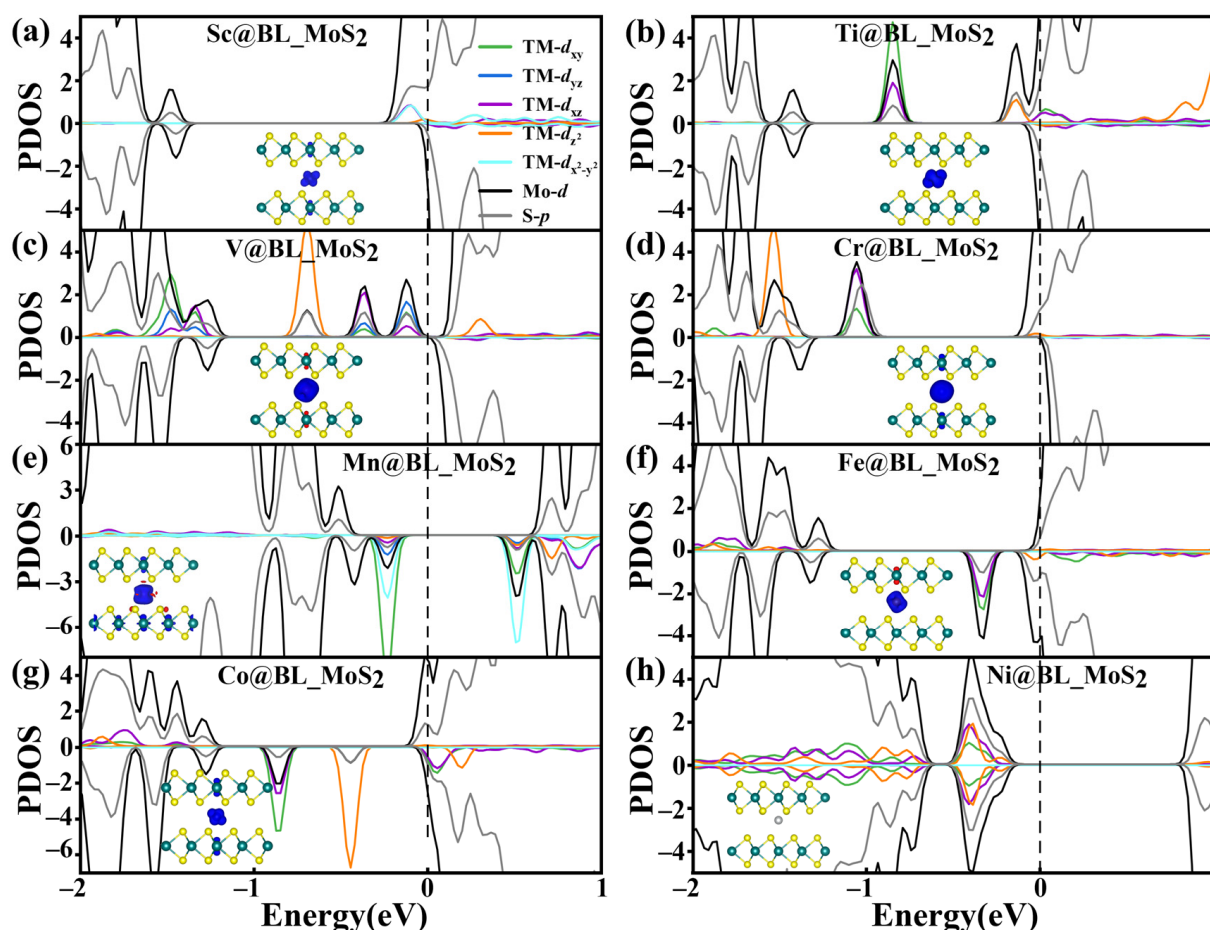 (a) Sc@BL_MoS2
TM-dxy
TM-dyz
TM-dxz
TM-dz²
TM-dx²-y²
Mo-d
S-p
PDOS
4
2
0
−2
−4
(b) Ti@BL_MoS2
PDOS
4
2
0
−2
−4
(c) V@BL_MoS2
PDOS
4
2
0
−2
−4
(d) Cr@BL_MoS2
PDOS
4
2
0
−2
−4
(e) Mn@BL_MoS2
PDOS
6
3
0
−3
−6
(f) Fe@BL_MoS2
PDOS
4
2
0
−2
−4
(g) Co@BL_MoS2
PDOS
4
2
0
−2
−4
−6
−2 −1 0 1
Energy(eV)
(h) Ni@BL_MoS2
PDOS
4
2
0
−2
−4
−2 −1 0
Energy(eV)